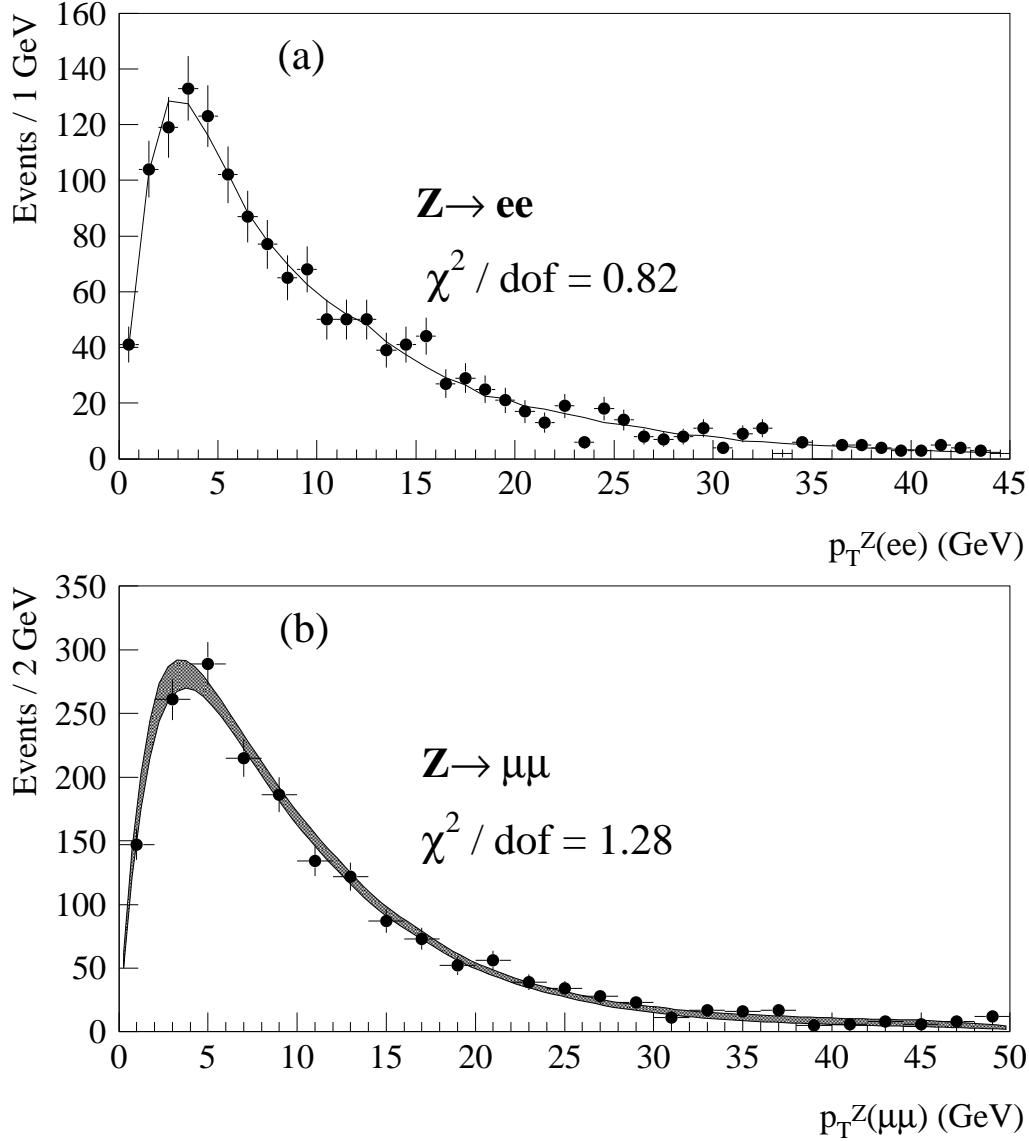 Events / 1 GeV
160
140
120
100
80
60
40
20
0
(a)
Z→ ee
χ² / dof = 0.82
0 5 10 15 20 25 30 35 40 45
p_T^Z(ee) (GeV)
Events / 2 GeV
350
300
250
200
150
100
50
0
(b)
Z→ μμ
χ² / dof = 1.28
0 5 10 15 20 25 30 35 40 45 50
p_T^Z(μμ) (GeV)